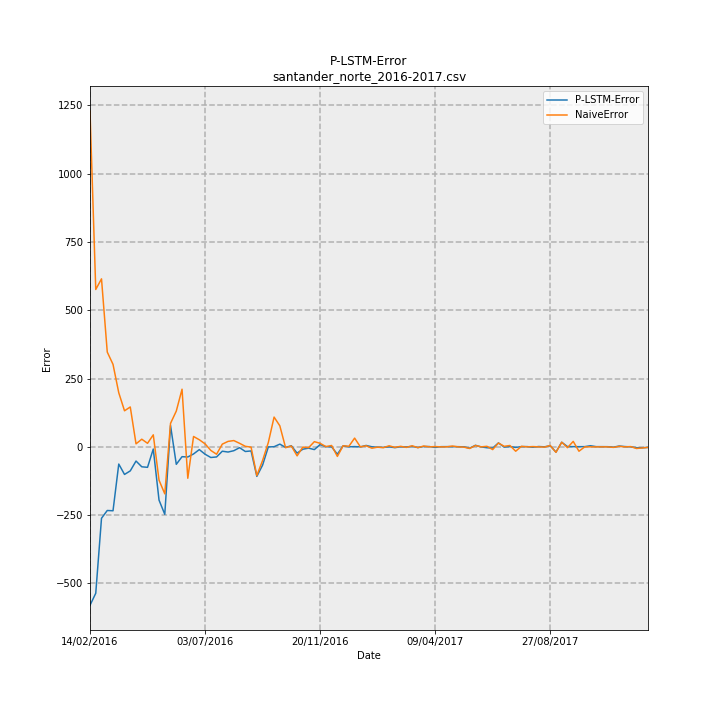 P-LSTM-Error
santander_norte_2016-2017.csv
P-LSTM-Error
NaiveError
1250
1000
750
500
250
0
−250
−500
Error
14/02/2016
03/07/2016
20/11/2016
09/04/2017
27/08/2017
Date